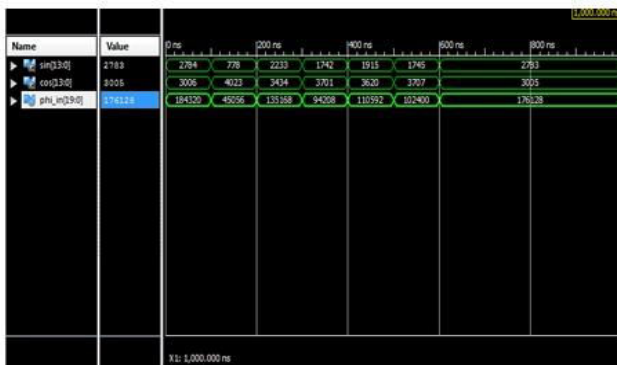 1,000.000 ns
Name Value 0 ns 200 ns 400 ns 600 ns 800 ns
sin[13:0] 2783 2784 778 2233 1742 1915 1745 2783
cos[13:0] 3005 3006 4023 3434 3701 3620 3707 3005
phi_in[19:0] 176128 184320 45056 135168 94208 110592 102400 176128
X1: 1,000.000 ns